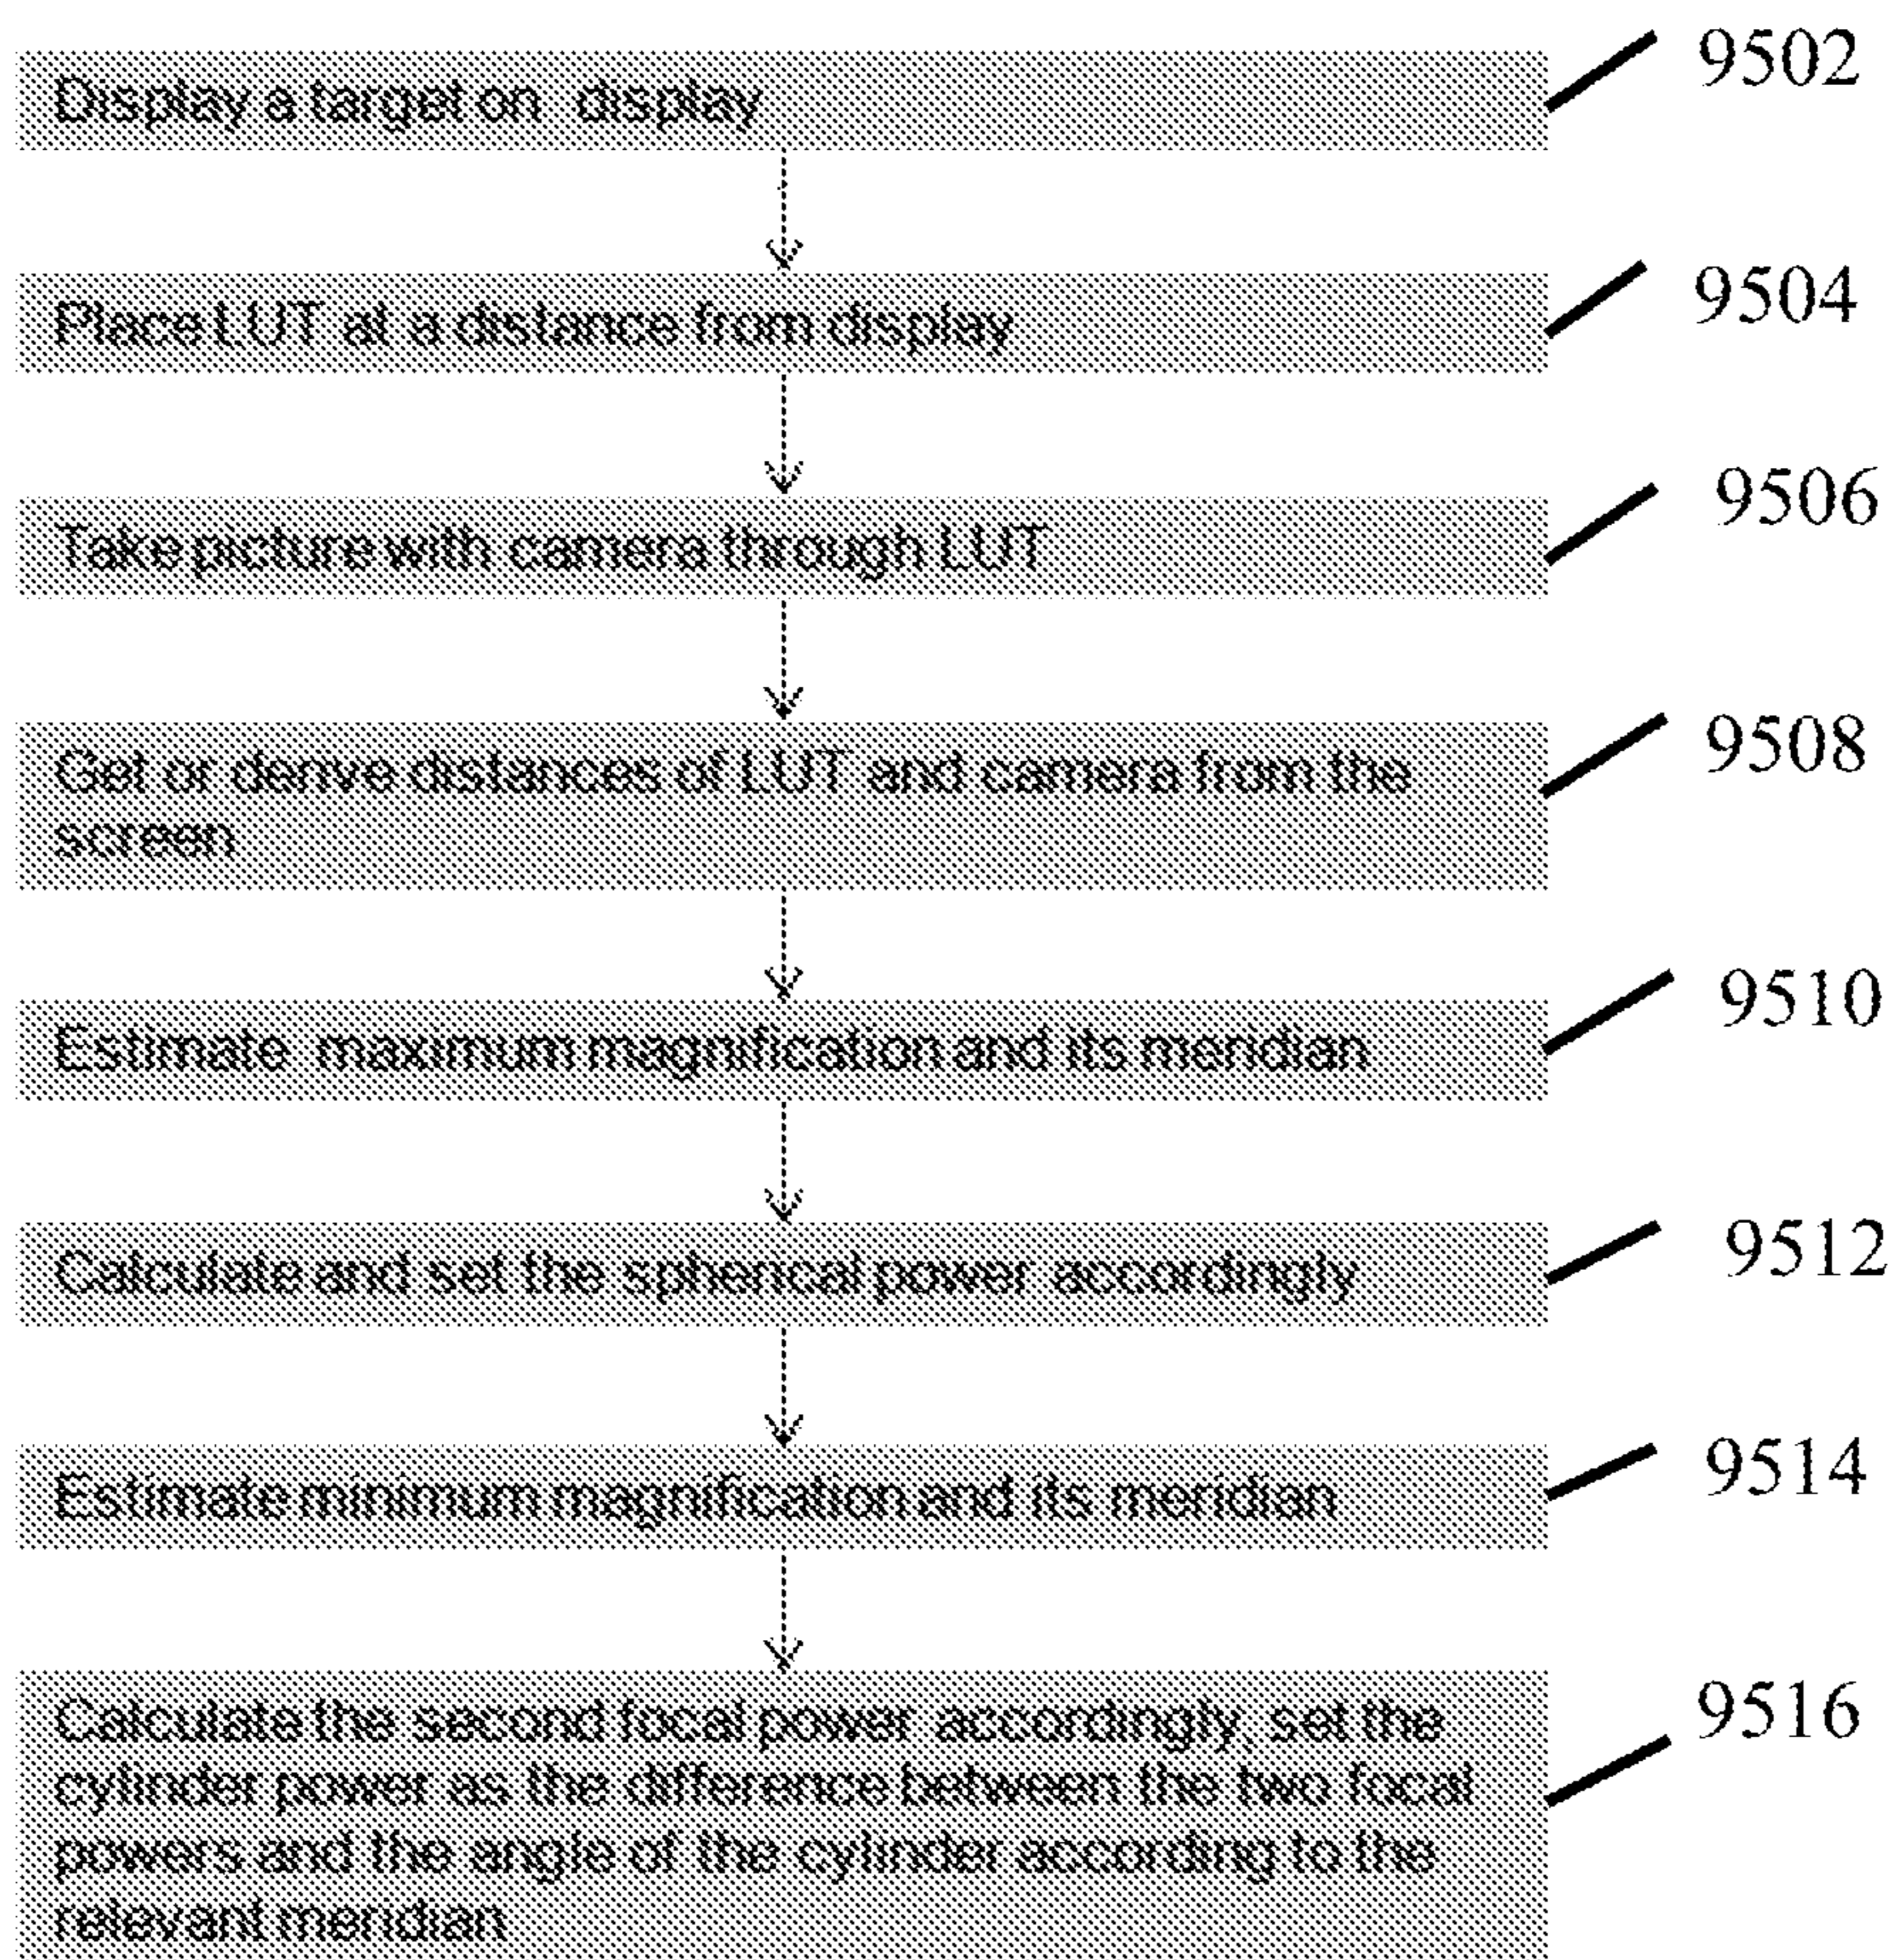 Display a target on display
9502
Place LUT at a distance from display
9504
Take picture with camera through LUT
9506
Get or derive distances of LUT and camera from the
screen
9508
Estimate maximum magnification and its meridian
9510
Calculate and set the spherical power accordingly
9512
Estimate minimum magnification and its meridian
9514
Calculate the second focal power accordingly, set the
cylinder power as the difference between the two focal
powers and the angle of the cylinder according to the
relevant meridian
9516